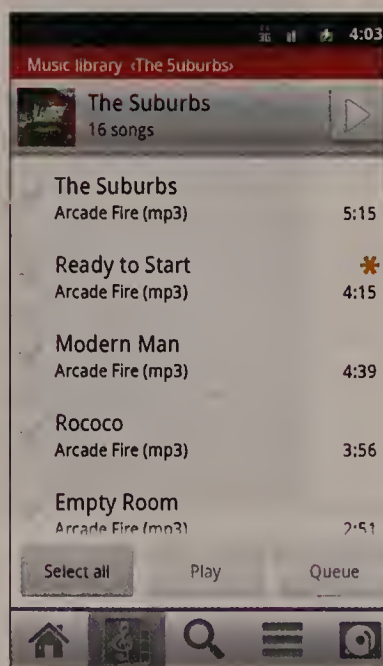 3G 4:03
Music library ‹The Suburbs›
The Suburbs
16 songs
The Suburbs
Arcade Fire (mp3) 5:15
Ready to Start
Arcade Fire (mp3) 4:15
Modern Man
Arcade Fire (mp3) 4:39
Rococo
Arcade Fire (mp3) 3:56
Empty Room
Arcade Fire (mp3) 2:51
Select all Play Queue